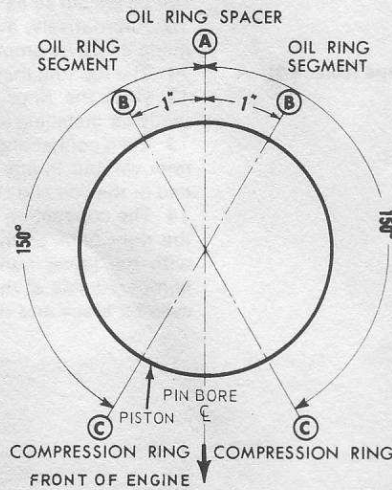 OIL RING SPACER
A
OIL RING
SEGMENT
OIL RING
SEGMENT
B
1"
1"
B
150°
150°
PIN BORE
℄
PISTON
C
C
COMPRESSION RING
COMPRESSION RING
FRONT OF ENGINE